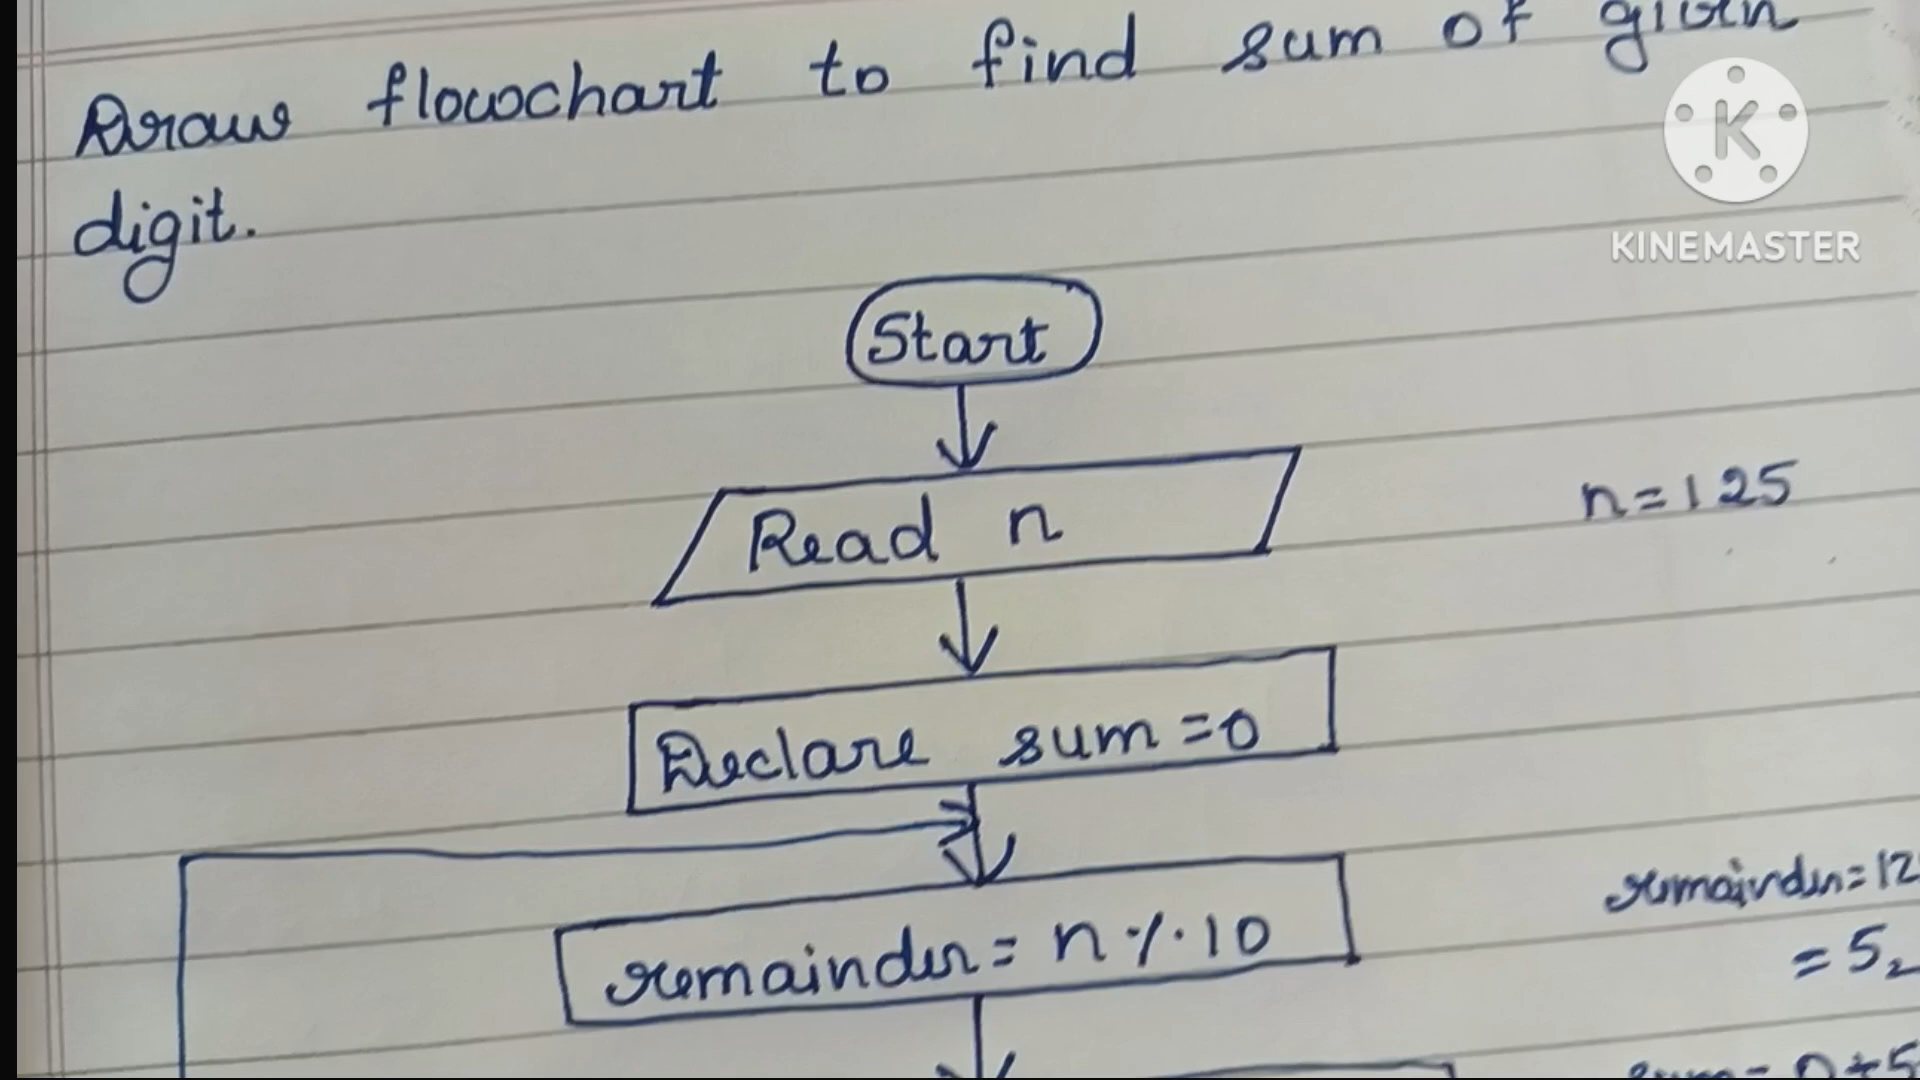 Draw flowchart to find sum of given
digit.
KINEMASTER
Start
Read n
n=125
Declare sum=0
remainder=12
remainder= n%10
=5